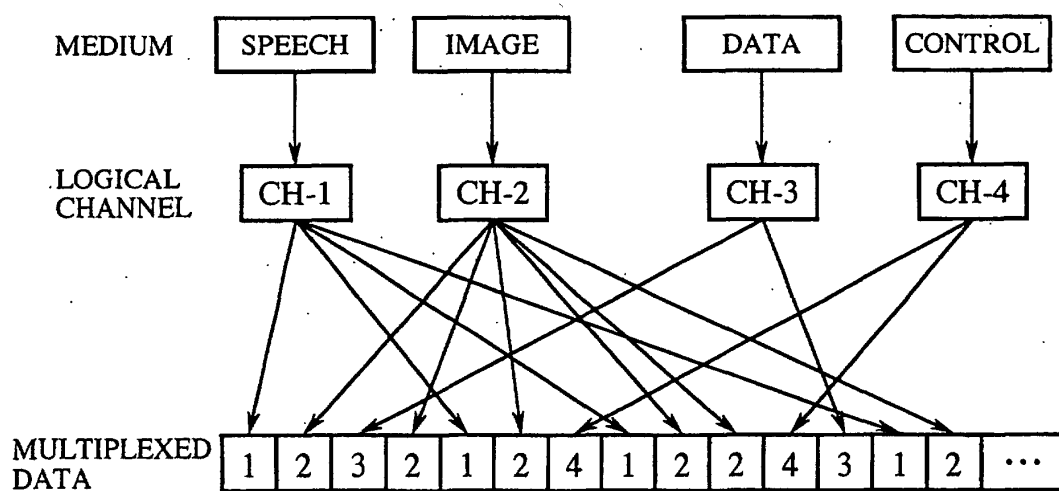 MEDIUM SPEECH IMAGE DATA CONTROL
LOGICAL CHANNEL CH-1 CH-2 CH-3 CH-4
MULTIPLEXED DATA 1 2 3 2 1 2 4 1 2 2 4 3 1 2 ...